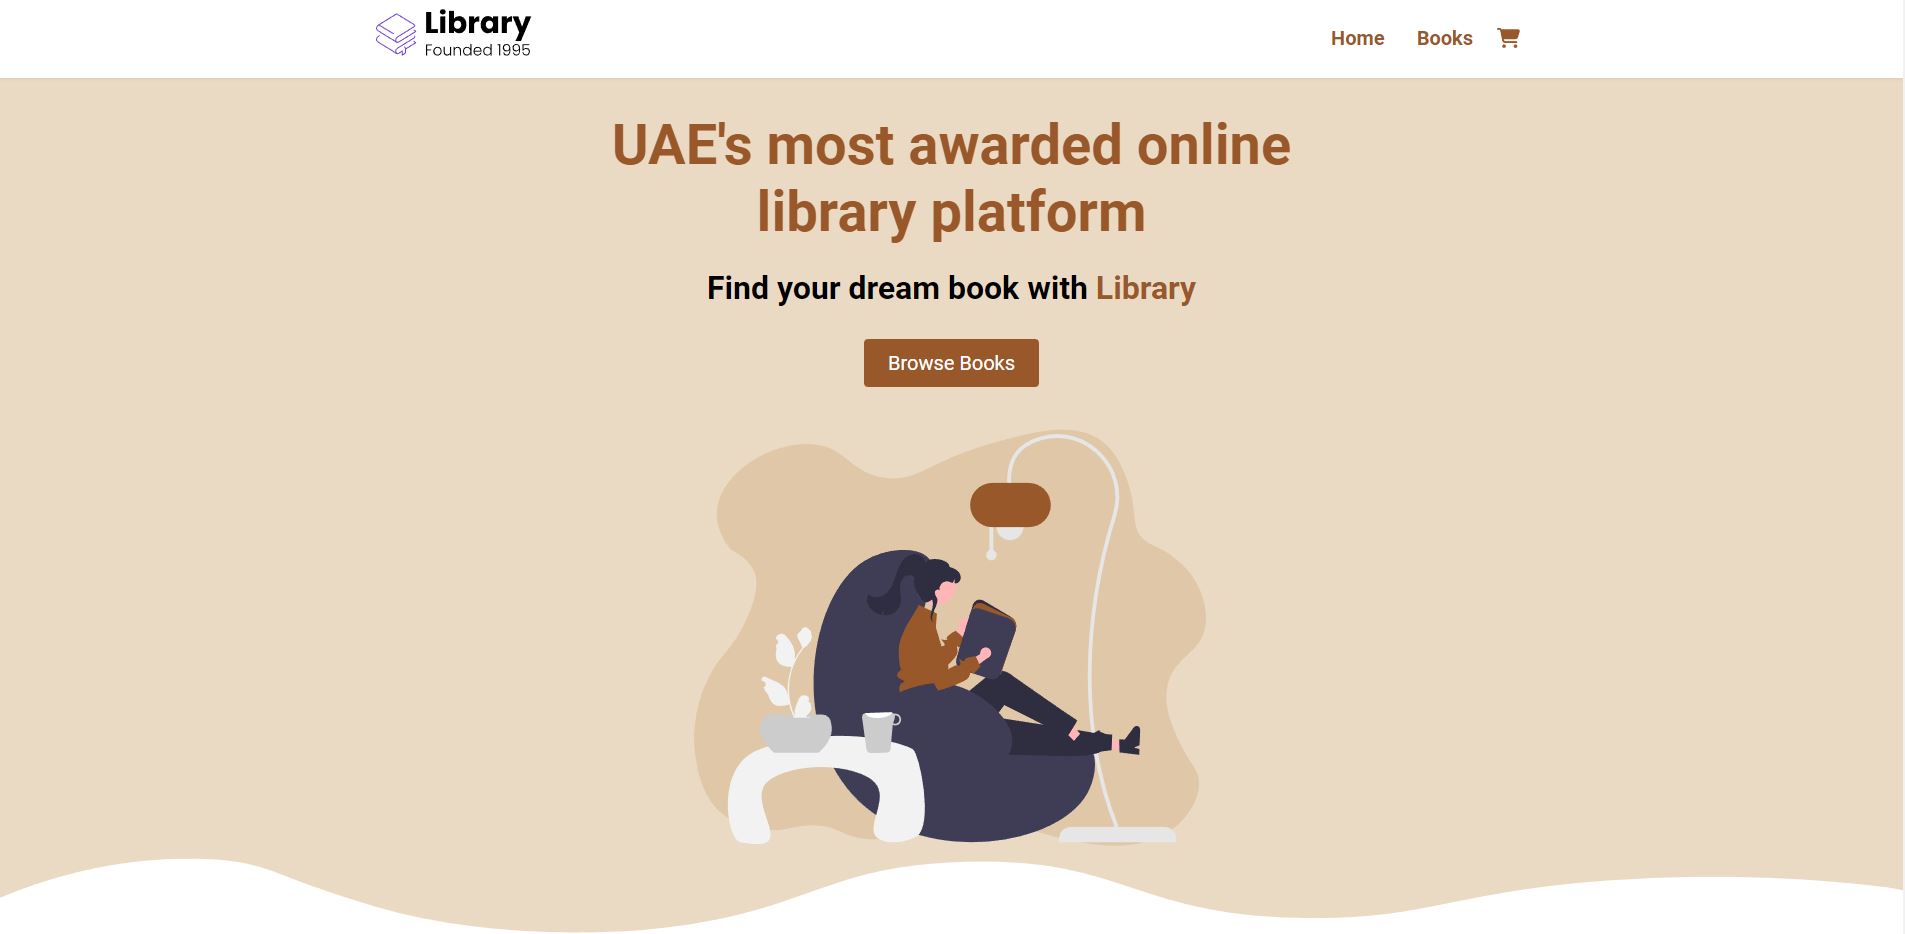 Library
Founded 1995
Home
Books
UAE's most awarded online
library platform
Find your dream book with Library
Browse Books